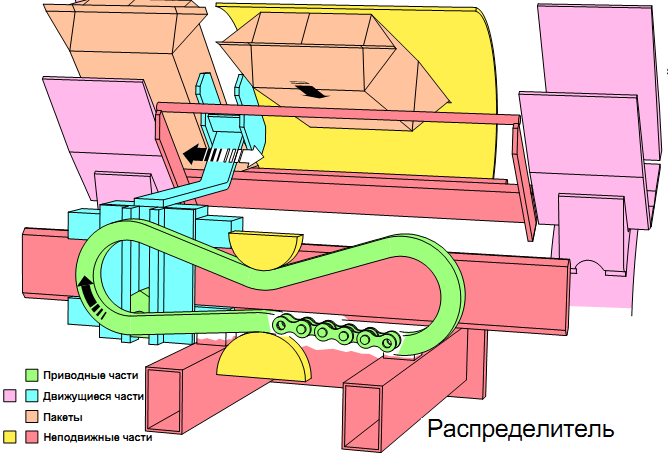 Приводные части
Движущиеся части
Пакеты
Неподвижные части
Распределитель